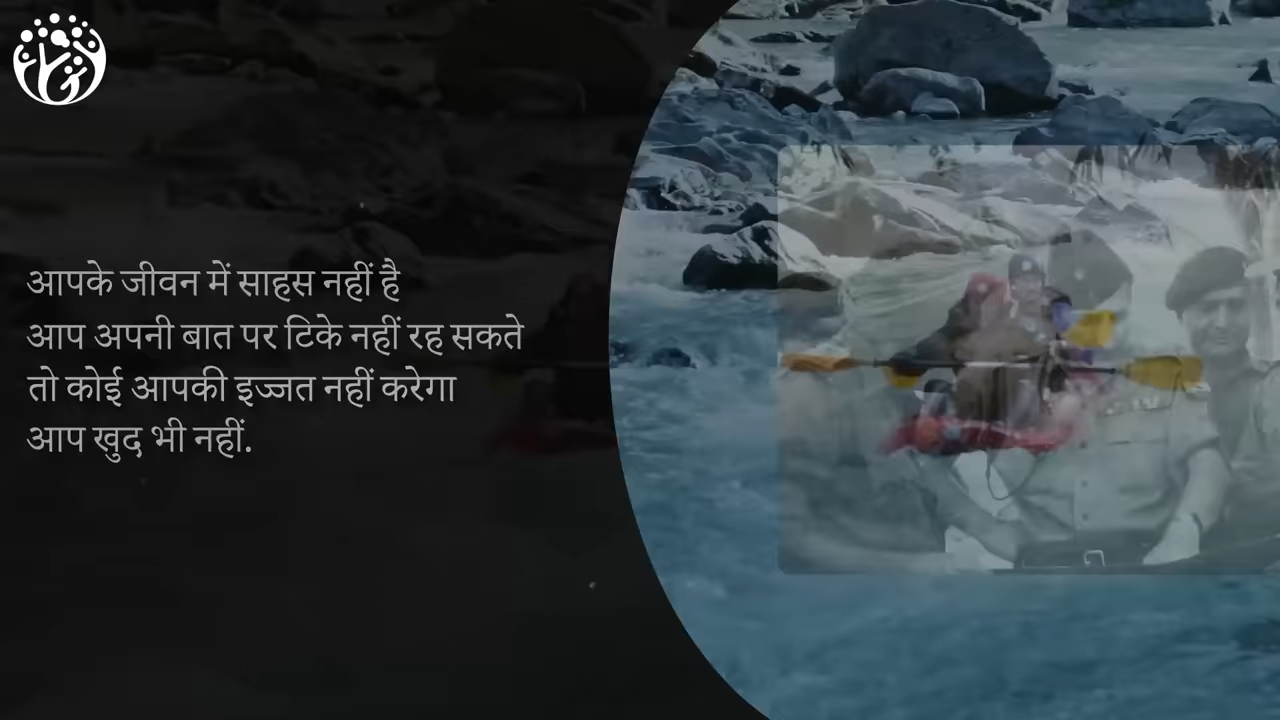 आपके जीवन में साहस नहीं है
आप अपनी बात पर टिके नहीं रह सकते
तो कोई आपकी इज्जत नहीं करेगा
आप खुद भी नहीं.